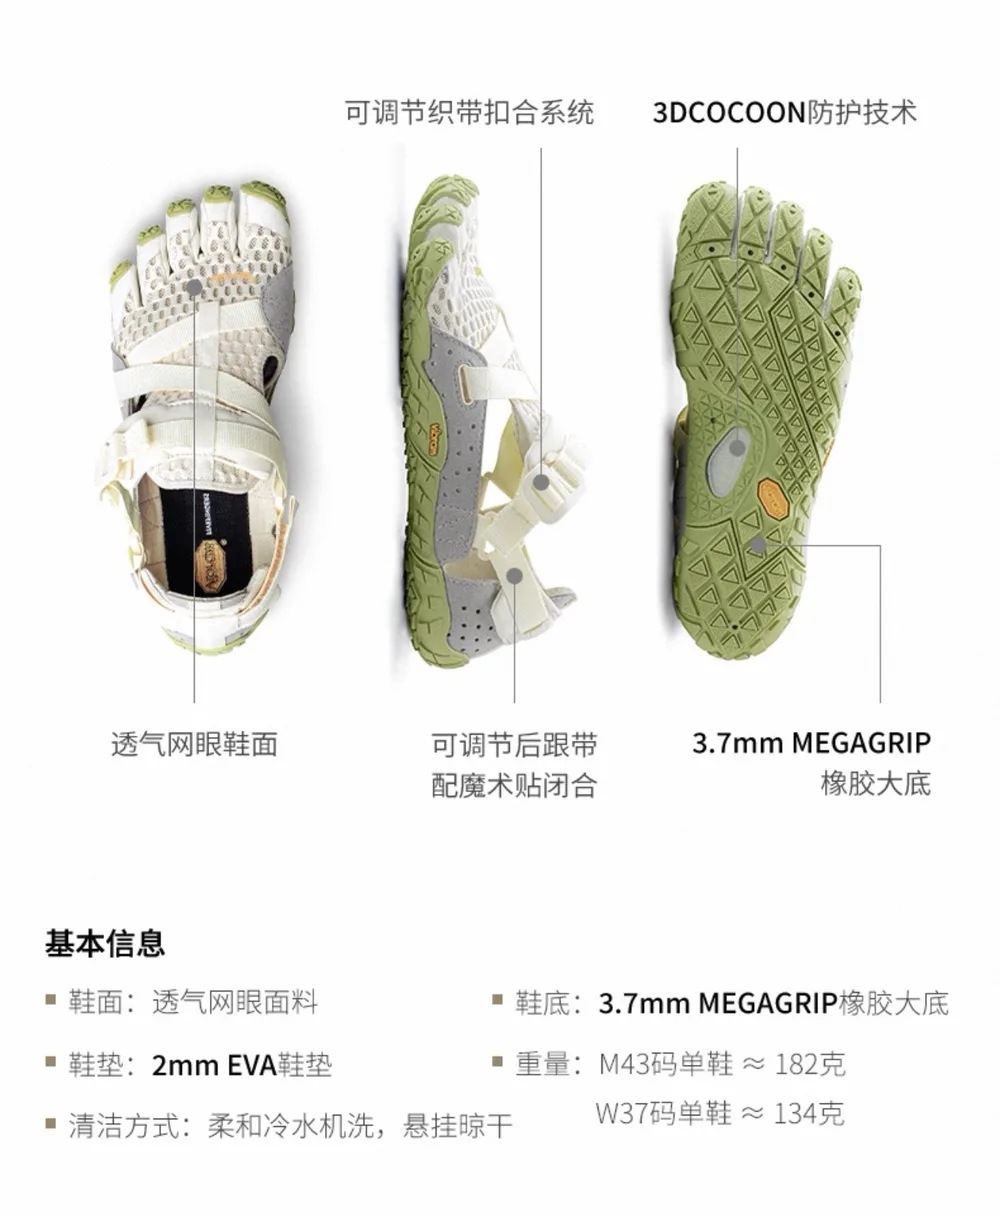 可调节织带扣合系统
3DCOCOON防护技术
透气网眼鞋面
可调节后跟带
配魔术贴闭合
3.7mm MEGAGRIP
橡胶大底
基本信息
鞋面：透气网眼面料
鞋底：3.7mm MEGAGRIP橡胶大底
鞋垫：2mm EVA鞋垫
重量：M43码单鞋 ≈ 182克
W37码单鞋 ≈ 134克
清洁方式：柔和冷水机洗，悬挂晾干